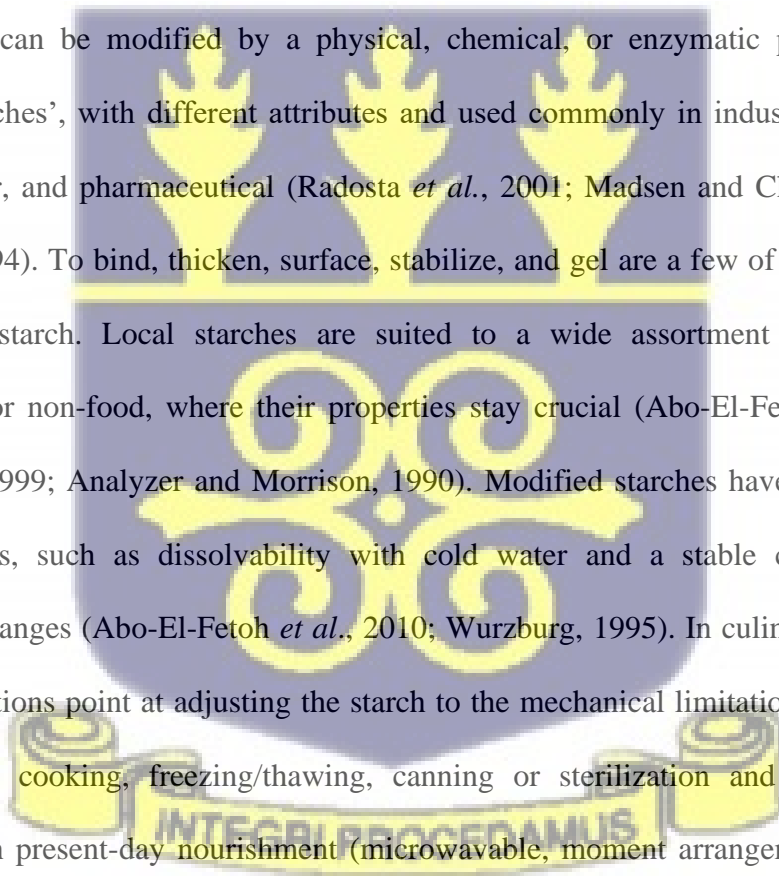 can be modified by a physical, chemical, or enzymatic p
ches’, with different attributes and used commonly in indus
r, and pharmaceutical (Radosta et al., 2001; Madsen and C
94). To bind, thicken, surface, stabilize, and gel are a few of
starch. Local starches are suited to a wide assortment
or non-food, where their properties stay crucial (Abo-El-Fe
999; Analyzer and Morrison, 1990). Modified starches have
s, such as dissolvability with cold water and a stable c
anges (Abo-El-Fetoh et al., 2010; Wurzburg, 1995). In culin
tions point at adjusting the starch to the mechanical limitatio
cooking, freezing/thawing, canning or sterilization and
INTEGRI PROCEDAMUS
n present-day nourishment (microwavable, moment arranger